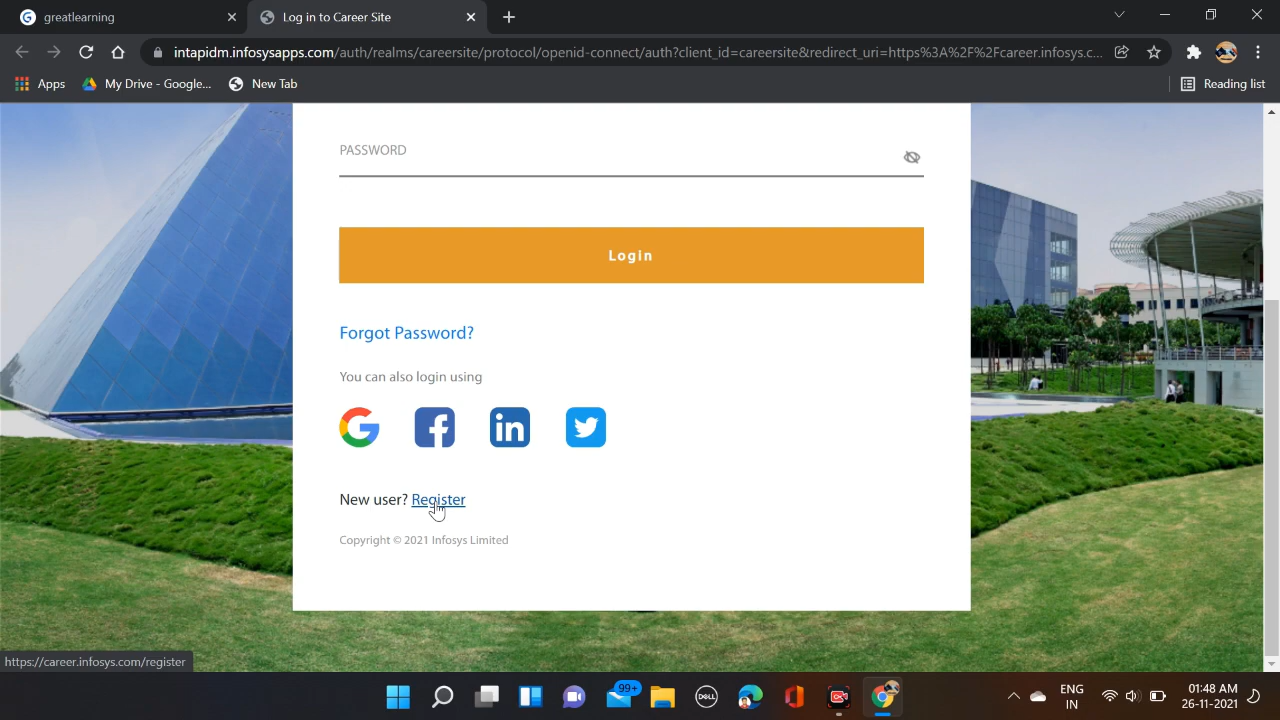 greatlearning
Log in to Career Site
intapidm.infosysapps.com/auth/realms/careersite/protocol/openid-connect/auth?client_id=careersite&redirect_uri=https%3A%2F%2Fcareer.infosys.c...
Apps
My Drive - Google...
New Tab
Reading list
PASSWORD
Login
Forgot Password?
You can also login using
New user? Register
Copyright © 2021 Infosys Limited
https://career.infosys.com/register
99+
DELL
ENG
IN
01:48 AM
26-11-2021